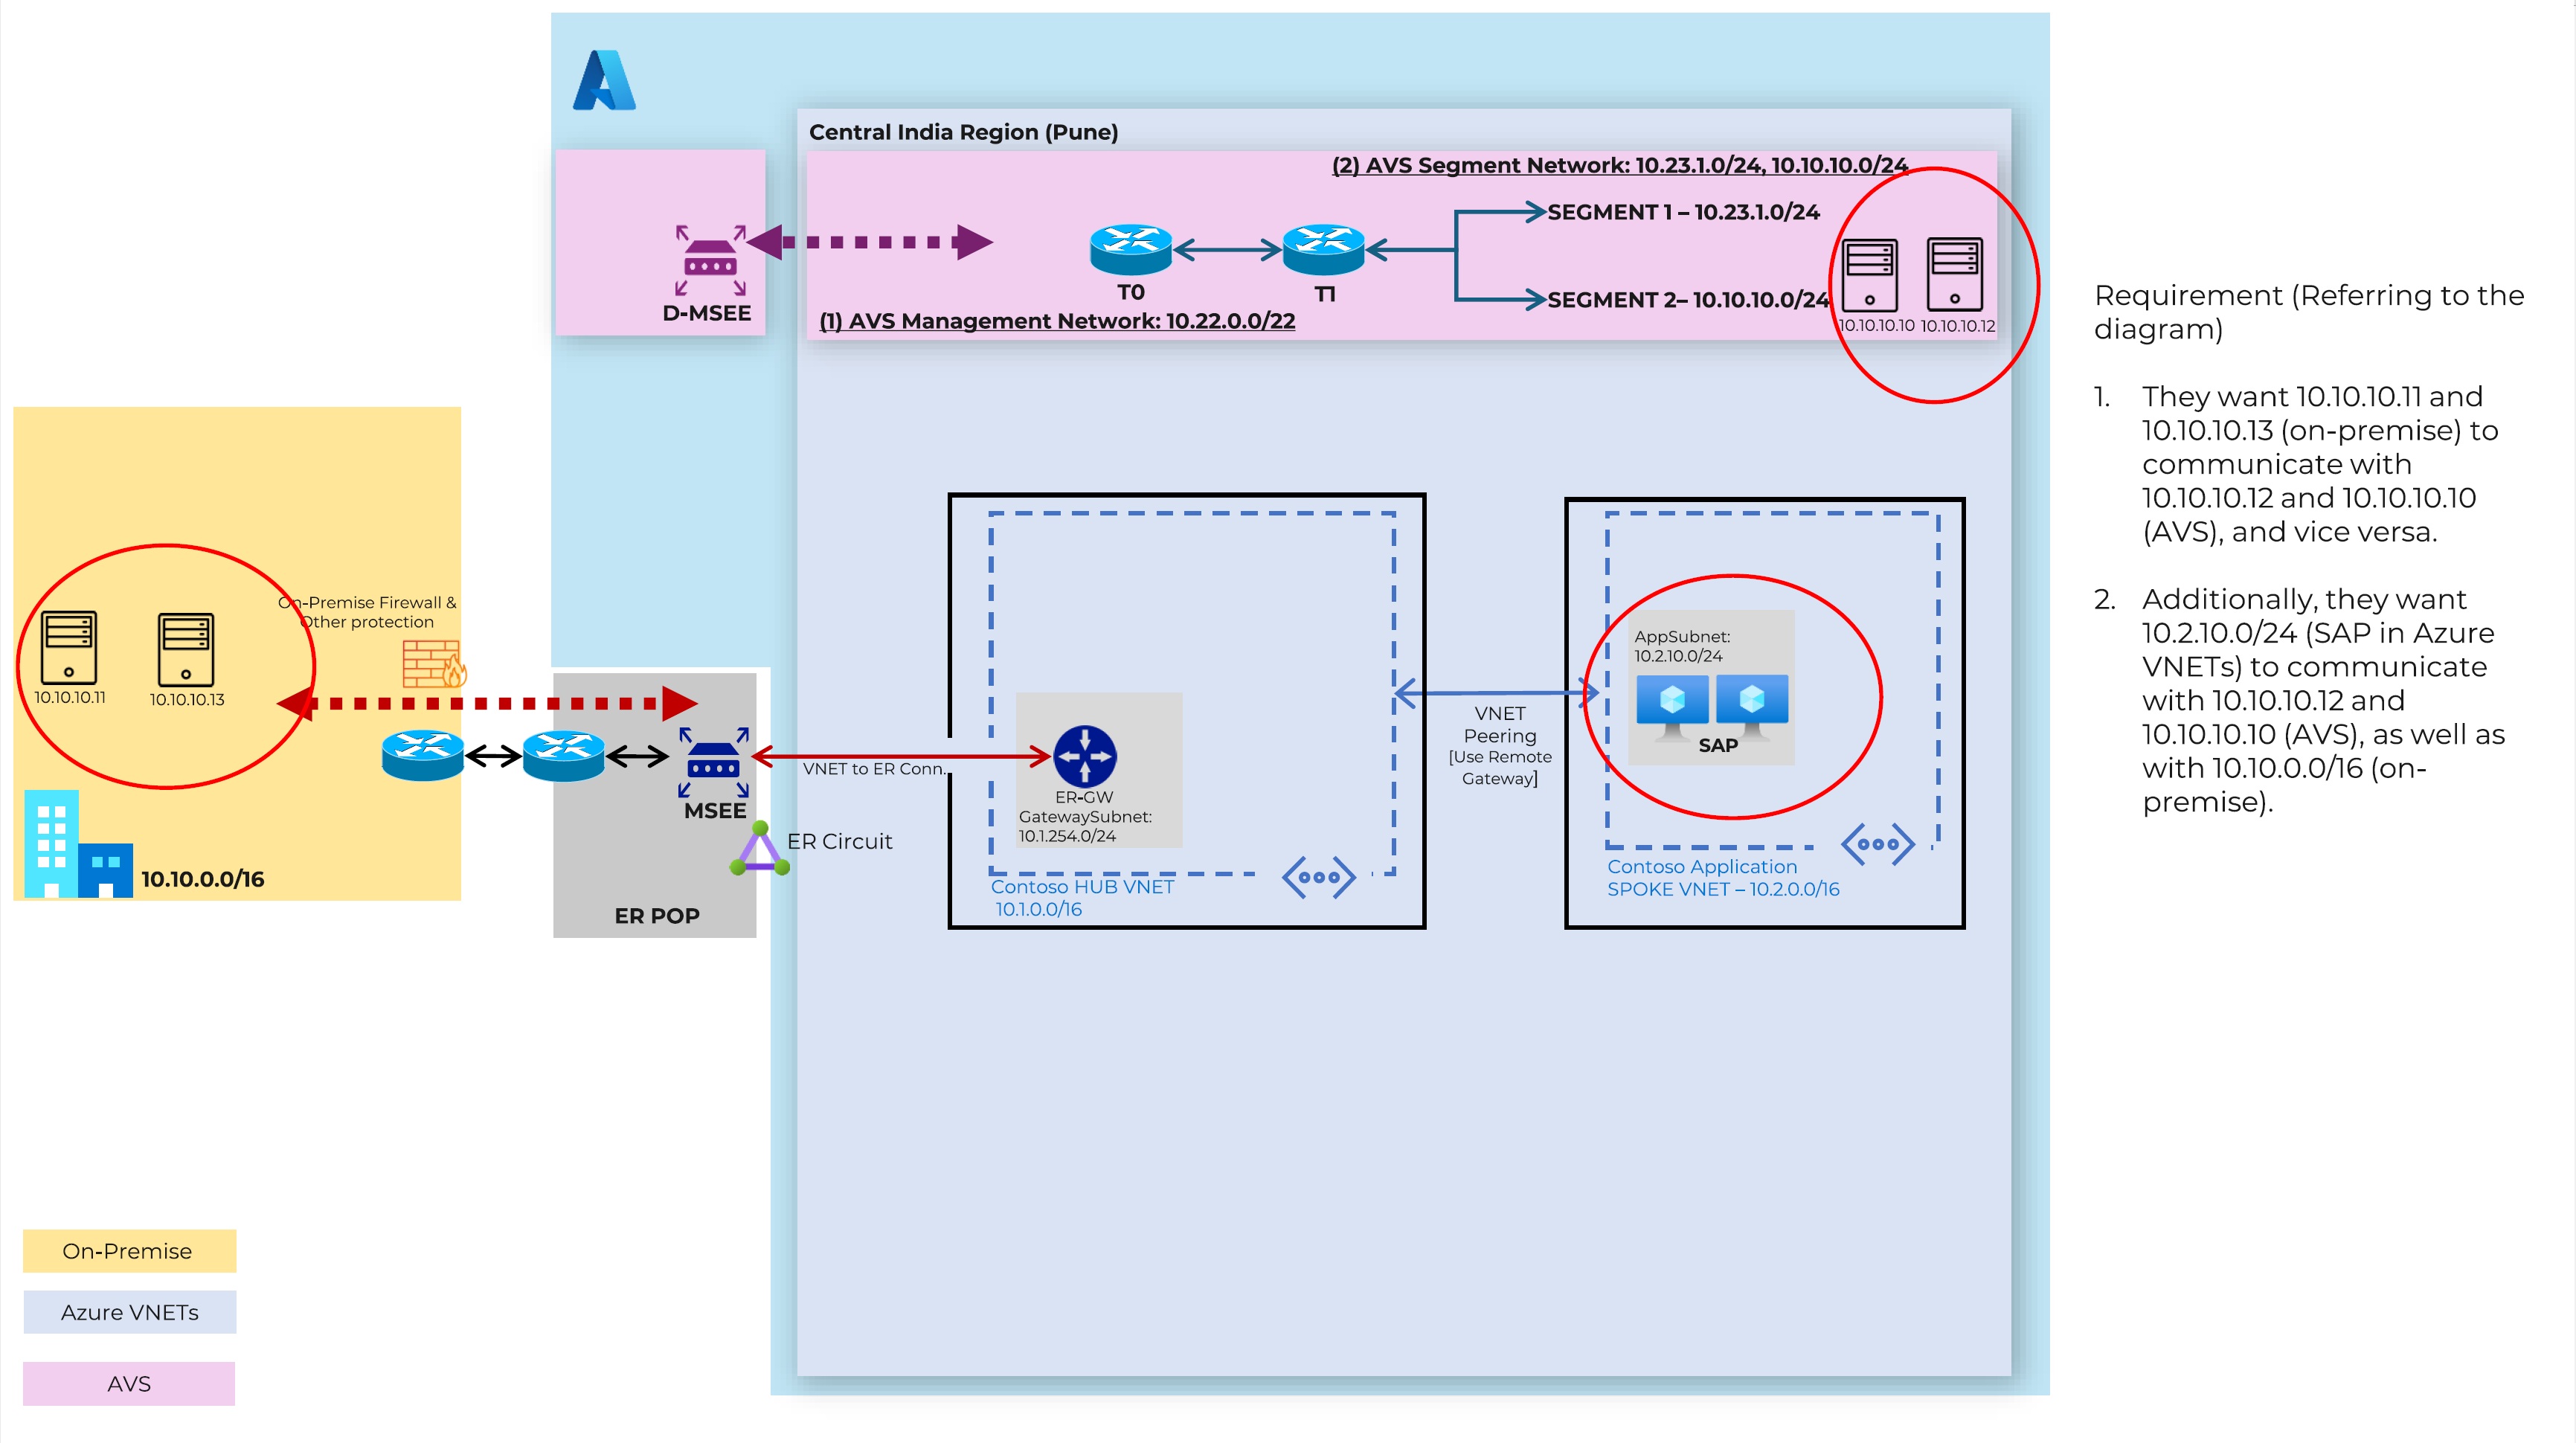 Central India Region (Pune)
(2) AVS Segment Network: 10.23.1.0/24, 10.10.10.0/24
SEGMENT 1 – 10.23.1.0/24
D-MSEE
T0
T1
SEGMENT 2– 10.10.10.0/24
(1) AVS Management Network: 10.22.0.0/22
10.10.10.10
10.10.10.12
Requirement (Referring to the
diagram)
1. They want 10.10.10.11 and
10.10.10.13 (on-premise) to
communicate with
10.10.10.12 and 10.10.10.10
(AVS), and vice versa.
2. Additionally, they want
10.2.10.0/24 (SAP in Azure
VNETs) to communicate
with 10.10.10.12 and
10.10.10.10 (AVS), as well as
with 10.10.0.0/16 (on-
premise).
On-Premise Firewall &
Other protection
10.10.10.11
10.10.10.13
10.10.0.0/16
MSEE
ER Circuit
ER POP
VNET to ER Conn.
ER-GW
GatewaySubnet:
10.1.254.0/24
Contoso HUB VNET
10.1.0.0/16
VNET
Peering
[Use Remote
Gateway]
AppSubnet:
10.2.10.0/24
SAP
Contoso Application
SPOKE VNET – 10.2.0.0/16
On-Premise
Azure VNETs
AVS